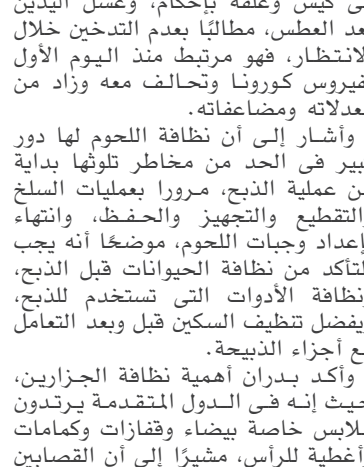 فى كيس وغلقه بإحكام، وغسل اليدين
بعد العطس، مطالبًا بعدم التدخين خلال
الانتظار، فهو مرتبط منذ اليوم الأول
لفيروس كورونا وتحالف معه وزاد من
معدلاته ومضاعفاته.
وأشار إلى أن نظافة اللحوم لها دور
كبير فى الحد من مخاطر تلوثها بداية
من عملية الذبح، مرورا بعمليات السلخ
والتقطيع والتجهيز والحفظ، وانتهاء
بإعداد وجبات اللحوم، موضحًا أنه يجب
التأكد من نظافة الحيوانات قبل الذبح،
ونظافة الأدوات التى تستخدم للذبح،
ويفضل تنظيف السكين قبل وبعد التعامل
مع أجزاء الذبيحة.
وأكد بدران أهمية نظافة الجزارين،
حيث إنه فى الدول المتقدمة يرتدون
ملابس خاصة بيضاء وقفازات وكمامات
وأغطية للرأس، مشيرًا إلى أن القصابين